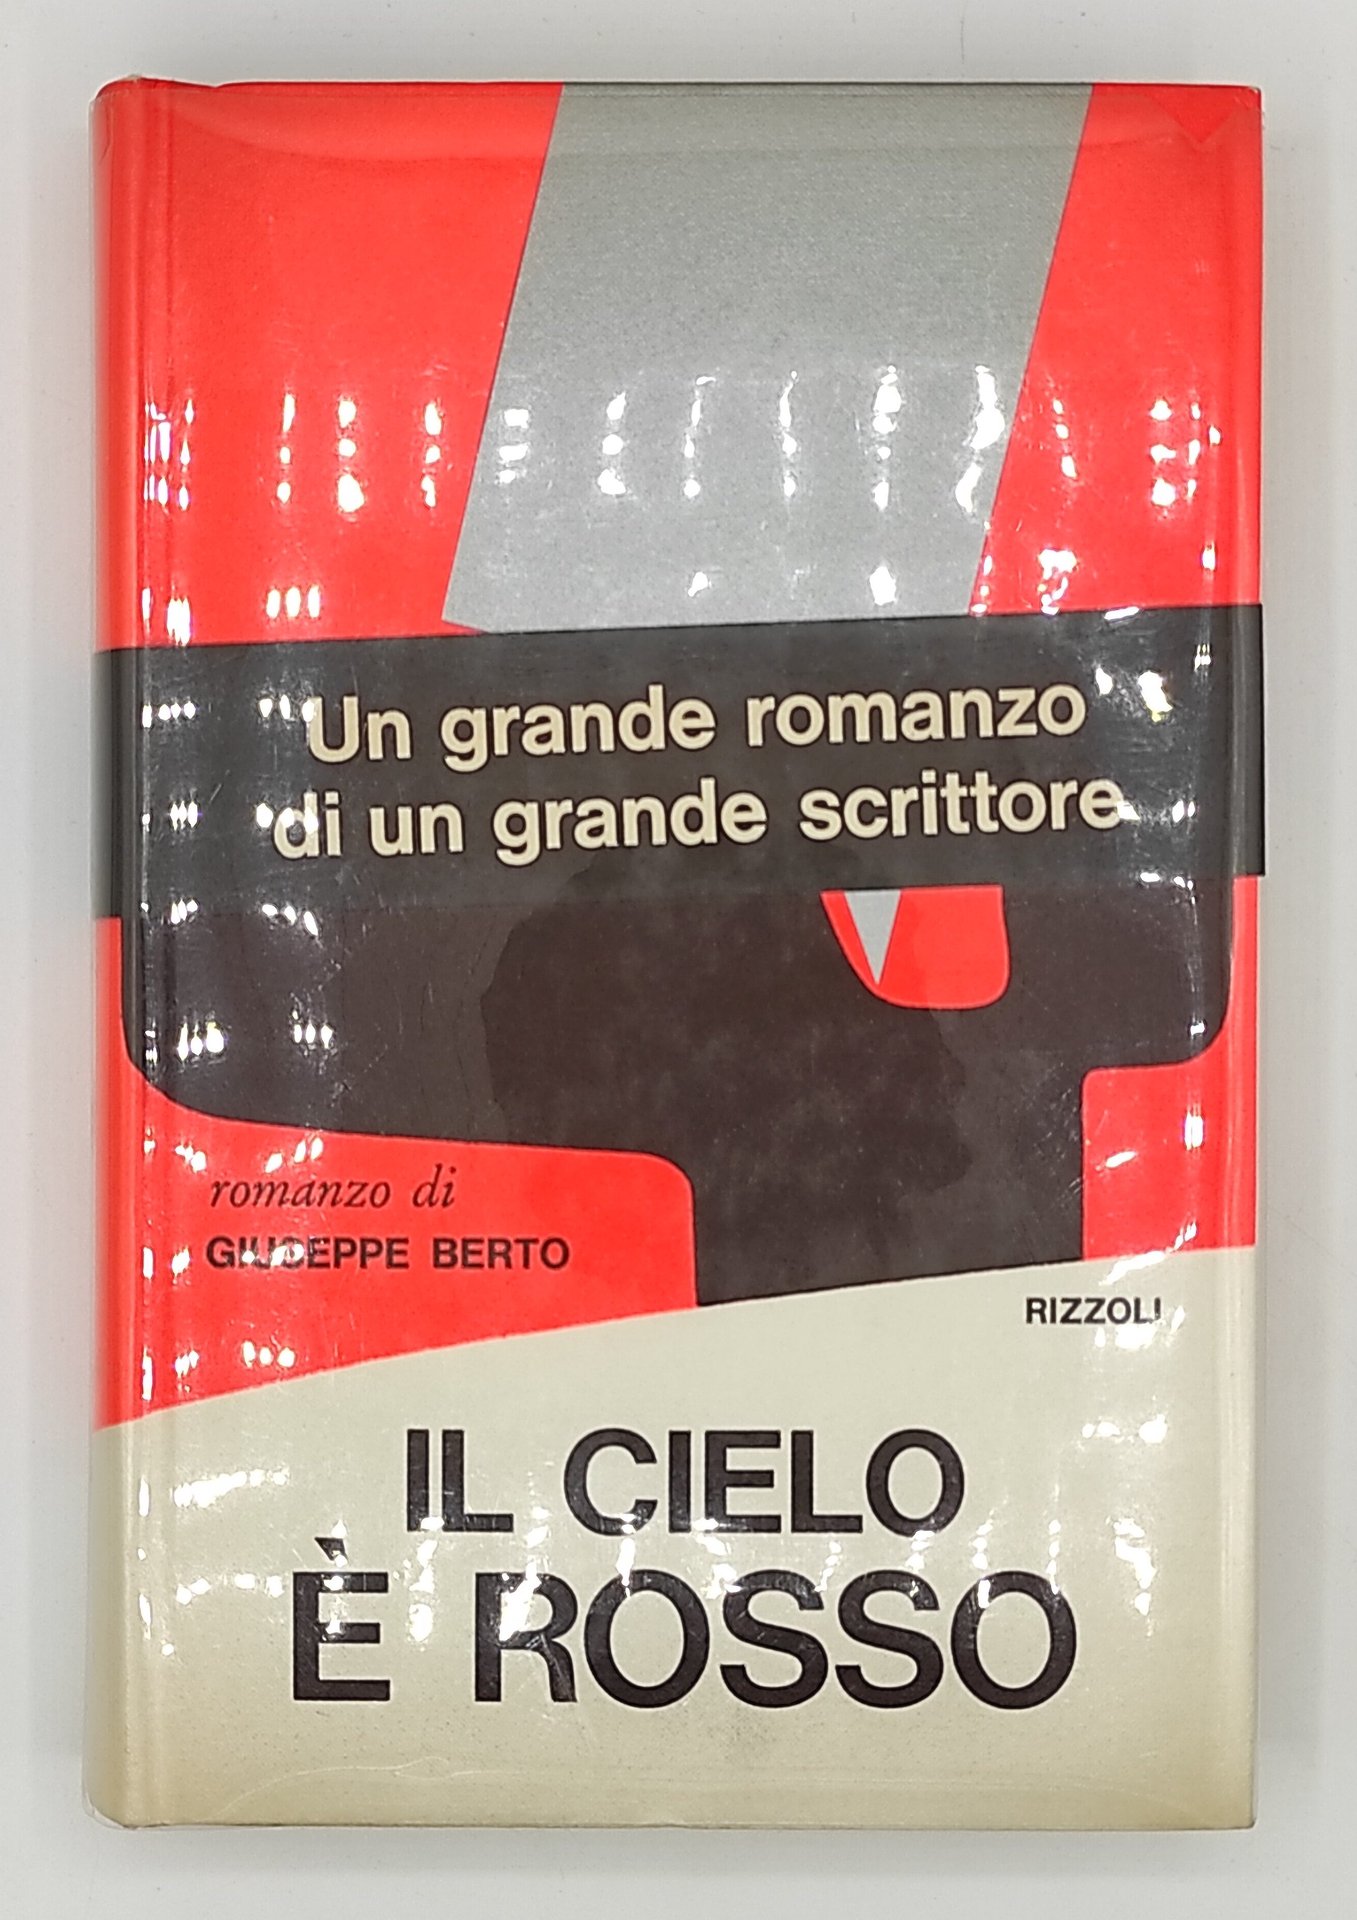 Un grande romanzo
di un grande scrittore
romanzo di
GIUSEPPE BERTO
RIZZOLI
IL CIELO
È ROSSO